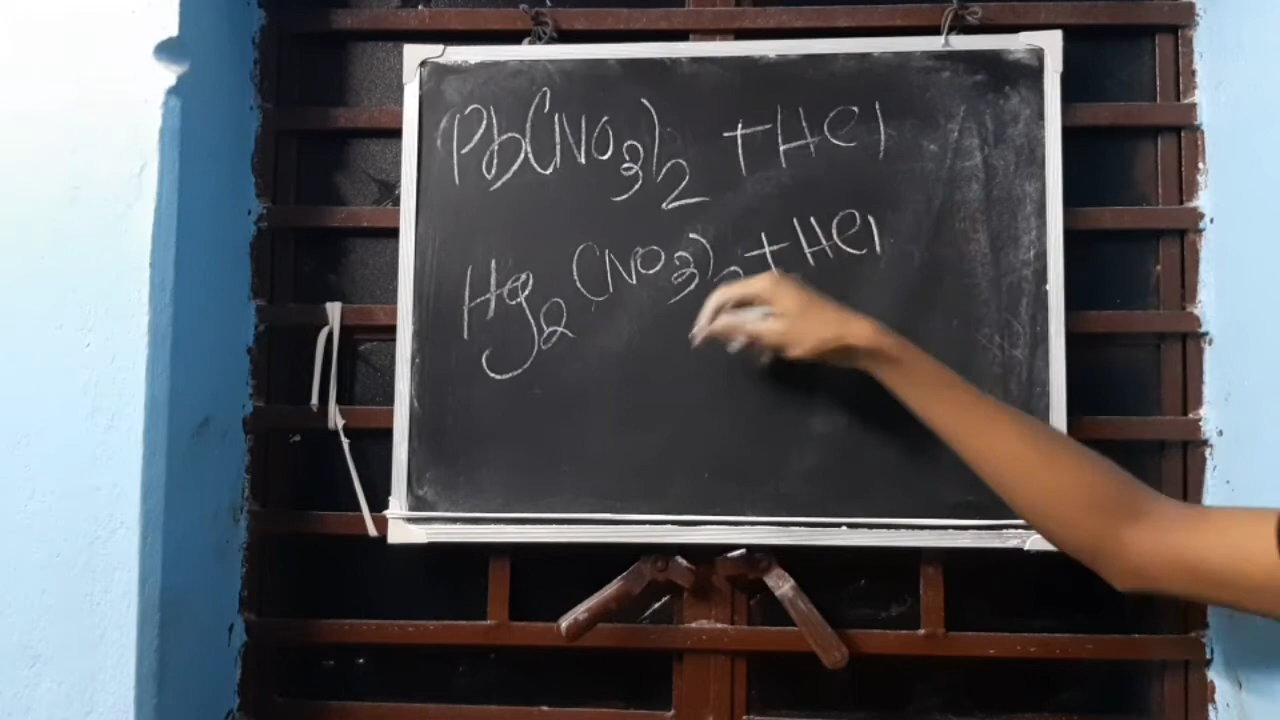 Pb(NO3)2 + HCl
Hg2(NO3)2 + HCl